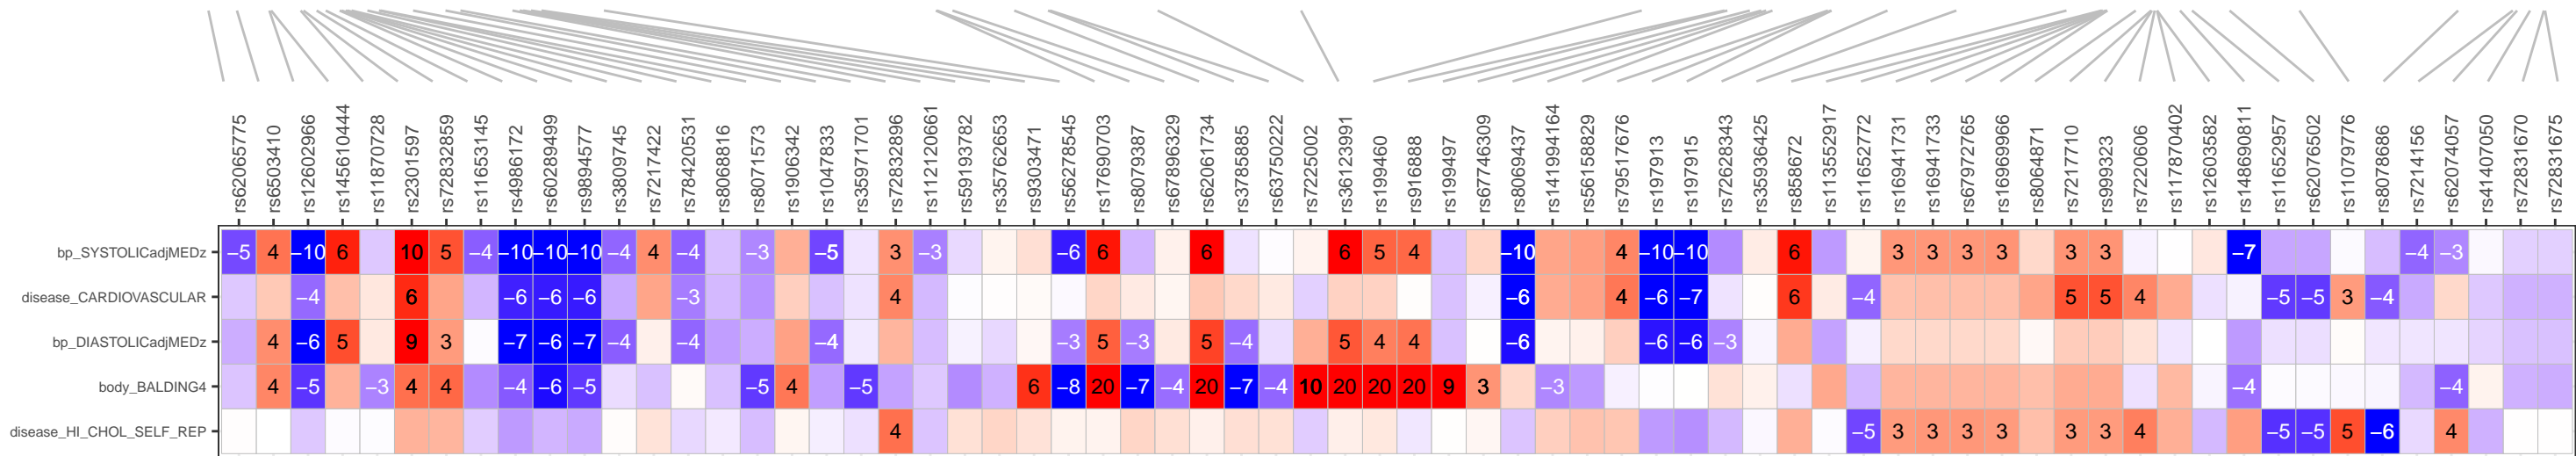 rs62065775
rs6503410
rs12602966
rs145610444
rs11870728
rs2301597
rs72832859
rs11653145
rs4986172
rs60289499
rs9894577
rs3809745
rs7217422
rs78420531
rs8068816
rs8071573
rs1906342
rs1047833
rs35971701
rs72832896
rs112120661
rs59193782
rs35762653
rs9303471
rs56278545
rs17690703
rs8079387
rs67896329
rs62061734
rs3785885
rs63750222
rs7225002
rs36123991
rs199460
rs916888
rs199497
rs67746309
rs8069437
rs141994164
rs56158829
rs79517676
rs197913
rs197915
rs72628343
rs35936425
rs858672
rs113552917
rs11652772
rs16941731
rs16941733
rs67972765
rs16969966
rs8064871
rs7217710
rs999323
rs7220606
rs117870402
rs12603582
rs148690811
rs11652957
rs62076502
rs11079776
rs8078686
rs7214156
rs62074057
rs41407050
rs72831670
rs72831675
bp_SYSTOLICadjMEDz −5 4 −10 6 10 5 −4 −10 −10 −10 −4 4 −4 −3 −5 3 −3 −6 6 6 6 5 4 −10 4 −10 −10 6 3 3 3 3 3 3 −7 −4 −3
disease_CARDIOVASCULAR −4 6 −6 −6 −6 −3 4 −6 4 −6 −7 6 −4 5 5 4 −5 −5 3 −4
bp_DIASTOLICadjMEDz 4 −6 5 9 3 −7 −6 −7 −4 −4 −4 −3 5 −3 5 −4 5 4 4 −6 −6 −6 −3
body_BALDING4 4 −5 −3 4 4 −4 −6 −5 −5 4 −5 6 −8 20 −7 −4 20 −7 −4 10 20 20 20 9 3 −3 −4 −4
disease_HI_CHOL_SELF_REP 4 −5 3 3 3 3 3 3 4 −5 −5 5 −6 4